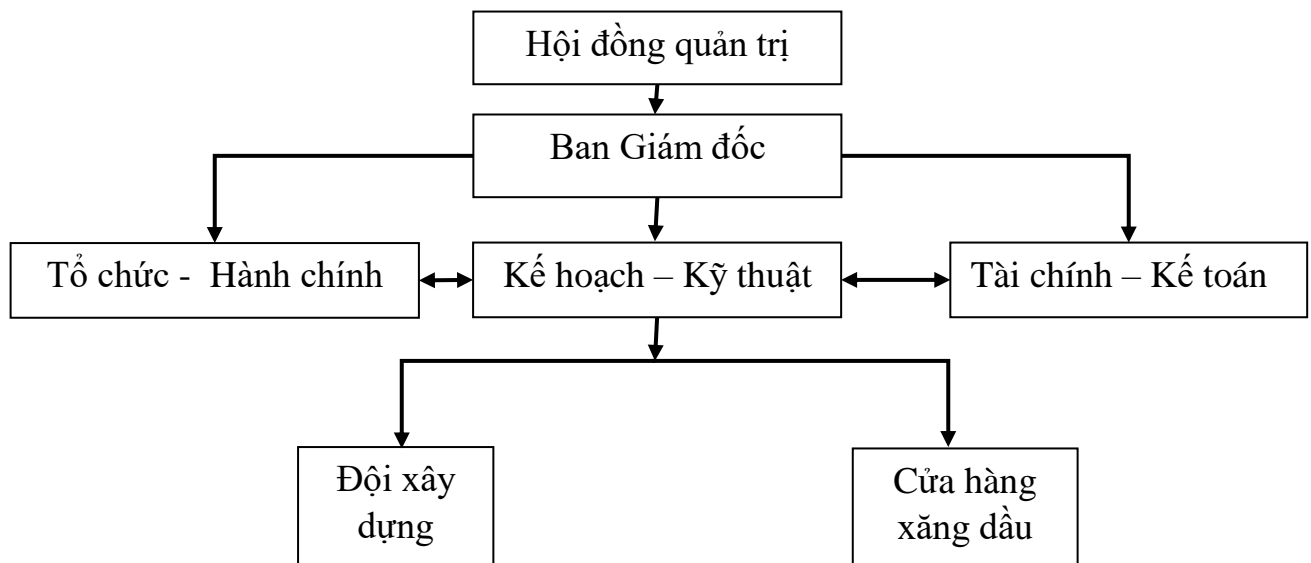 Hội đồng quản trị
Ban Giám đốc
Tổ chức - Hành chính
Kế hoạch – Kỹ thuật
Tài chính – Kế toán
Đội xây
dựng
Cửa hàng
xăng dầu